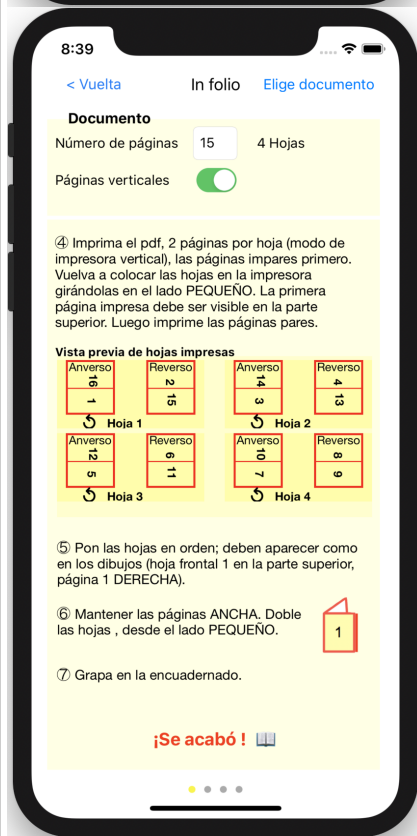 8:39
< Vuelta
In folio
Elige documento
Documento
Número de páginas 15 4 Hojas
Páginas verticales
④ Imprima el pdf, 2 páginas por hoja (modo de
impresora vertical), las páginas impares primero.
Vuelva a colocar las hojas en la impresora
girándolas en el lado PEQUEÑO. La primera
página impresa debe ser visible en la parte
superior. Luego imprime las páginas pares.
Vista previa de hojas impresas
Anverso Reverso Anverso Reverso
16 2 14 4
1 15 3 13
Hoja 1 Hoja 2
Anverso Reverso Anverso Reverso
12 6 10 8
5 11 7 9
Hoja 3 Hoja 4
⑤ Pon las hojas en orden; deben aparecer como
en los dibujos (hoja frontal 1 en la parte superior,
página 1 DERECHA).
⑥ Mantener las páginas ANCHA. Doble
las hojas , desde el lado PEQUEÑO.
1
⑦ Grapa en la encuadernado.
¡Se acabó !